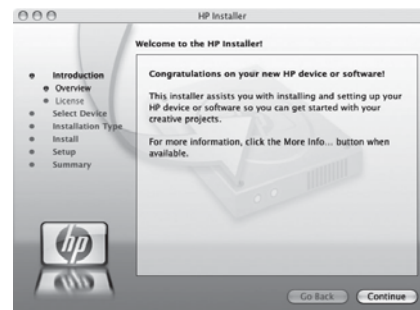 HP Installer
Welcome to the HP Installer!
Introduction
Overview
License
Select Device
Installation Type
Install
Setup
Summary
Congratulations on your new HP device or software!
This installer assists you with installing and setting up your
HP device or software so you can get started with your
creative projects.
For more information, click the More Info... button when
available.
hp
Go Back
Continue